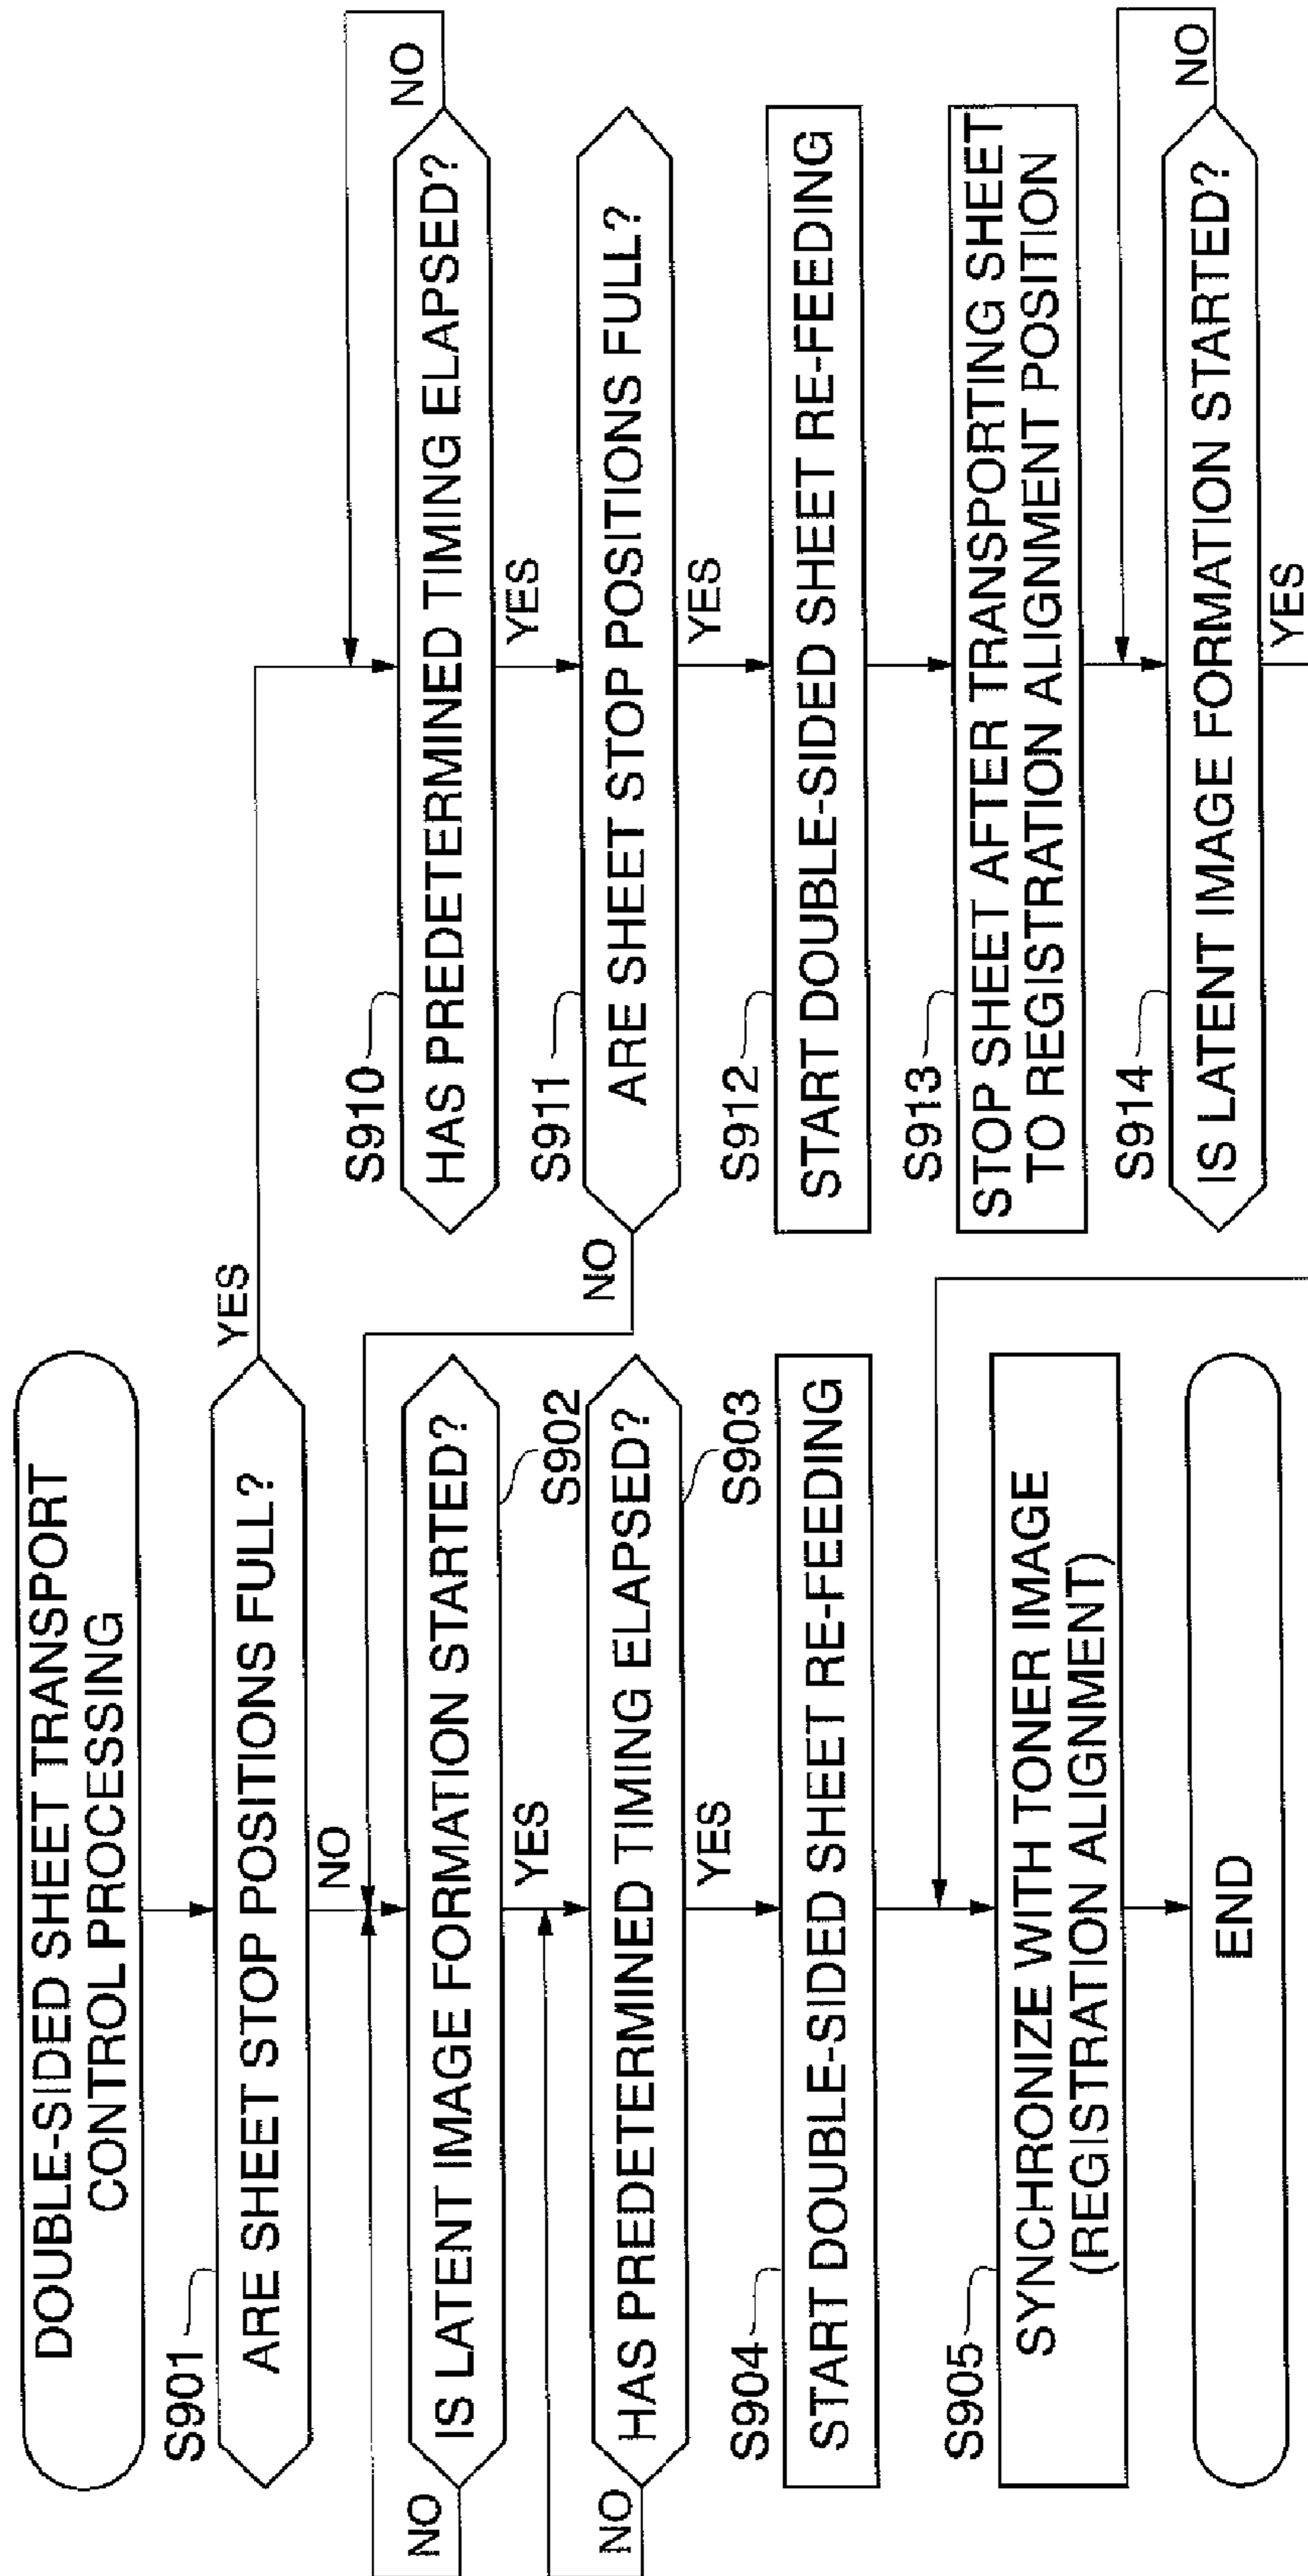 DOUBLE-SIDED SHEET TRANSPORT
CONTROL PROCESSING
S901
ARE SHEET STOP POSITIONS FULL?
YES
NO
IS LATENT IMAGE FORMATION STARTED?
S902
NO
YES
HAS PREDETERMINED TIMING ELAPSED?
S903
NO
YES
S904
START DOUBLE-SIDED SHEET RE-FEEDING
S905
SYNCHRONIZE WITH TONER IMAGE
(REGISTRATION ALIGNMENT)
END
S910
HAS PREDETERMINED TIMING ELAPSED?
NO
YES
S911
ARE SHEET STOP POSITIONS FULL?
NO
YES
S912
START DOUBLE-SIDED SHEET RE-FEEDING
S913
STOP SHEET AFTER TRANSPORTING SHEET
TO REGISTRATION ALIGNMENT POSITION
S914
IS LATENT IMAGE FORMATION STARTED?
NO
YES